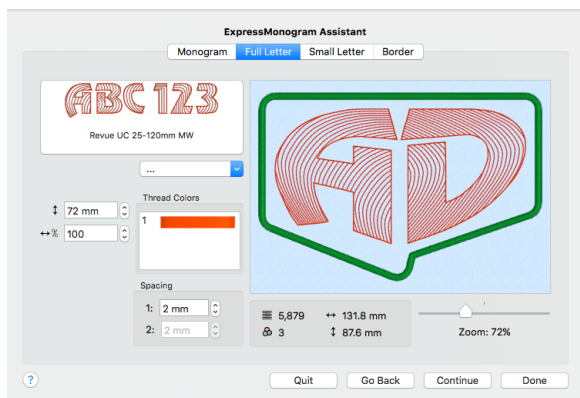 ExpressMonogram Assistant
Monogram Full Letter Small Letter Border
ABC 123
Revue UC
25-120mm MW
...
72 mm
% 100
Thread Colors
1
Spacing
1: 2 mm
2: 2 mm
AD
5,879 131.8 mm
3 87.6 mm
Zoom: 72%
? Quit Go Back Continue Done